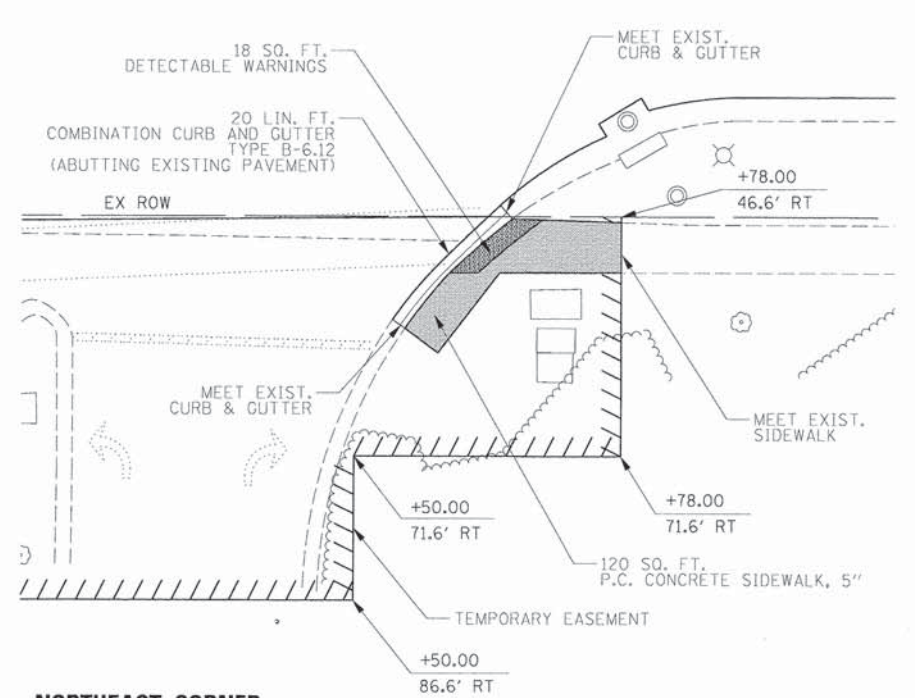 MEET EXIST.
CURB & GUTTER
18 SQ. FT.
DETECTABLE WARNINGS
20 LIN. FT.
COMBINATION CURB AND GUTTER
TYPE B-6.12
(ABUTTING EXISTING PAVEMENT)
+78.00
46.6' RT
EX ROW
MEET EXIST.
CURB & GUTTER
MEET EXIST.
SIDEWALK
+50.00
71.6' RT
+78.00
71.6' RT
120 SQ. FT.
P.C. CONCRETE SIDEWALK, 5"
TEMPORARY EASEMENT
+50.00
86.6' RT
NORTHEAST CORNER